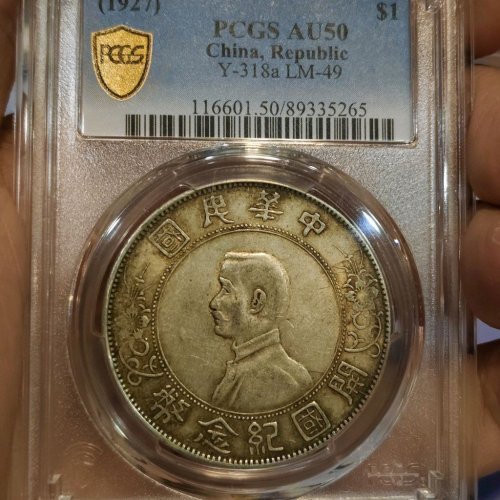 (1927) $1
PCGS AU50
China, Republic
Y-318a LM-49
116601.50/89335265
PCGS
中華民國
開國紀念幣